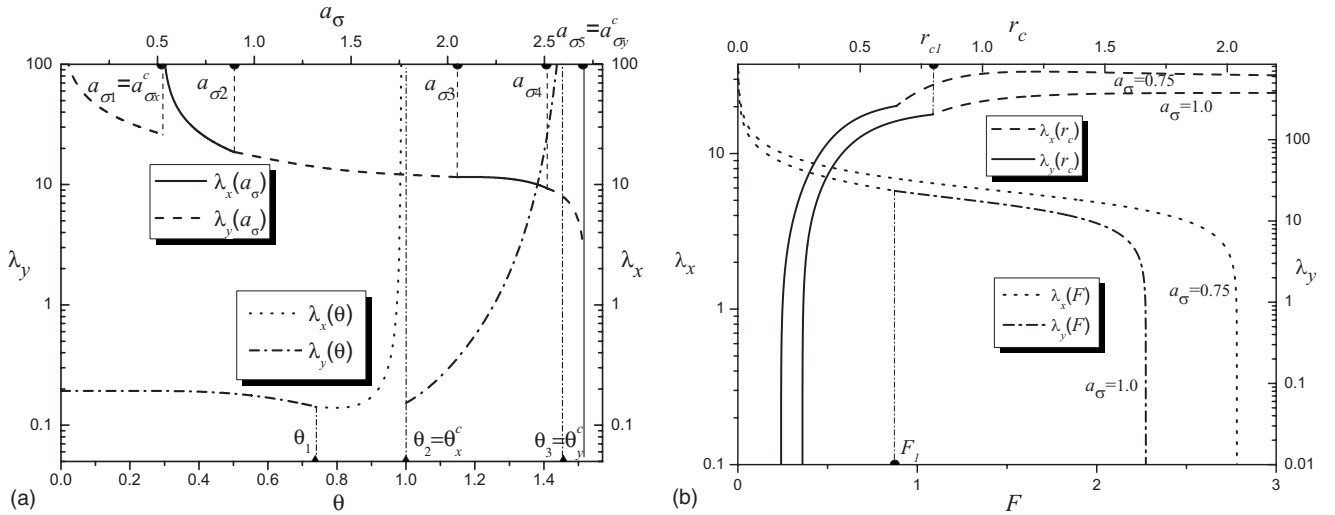 a_σ
0.0 0.5 1.0 1.5 2.0 2.5
a_σ5=a^c_σy
100
10
1
0.1
λ_y
a_σ1=a^c_σx
a_σ2
a_σ3
a_σ4
λ_x(a_σ)
λ_y(a_σ)
λ_x(θ)
λ_y(θ)
θ_1
θ_2=θ^c_x
θ_3=θ^c_y
100
10
1
0.1
λ_x
0.0 0.2 0.4 0.6 0.8 1.0 1.2 1.4
θ
(a)
r_c
0.0 0.5 r_c1 1.0 1.5 2.0
10
1
0.1
λ_x
a_σ=0.75
a_σ=1.0
λ_x(r_c)
λ_y(r_c)
λ_x(F)
λ_y(F)
a_σ=0.75
a_σ=1.0
F_1
100
10
1
0.1
0.01
λ_y
0 1 2 3
F
(b)